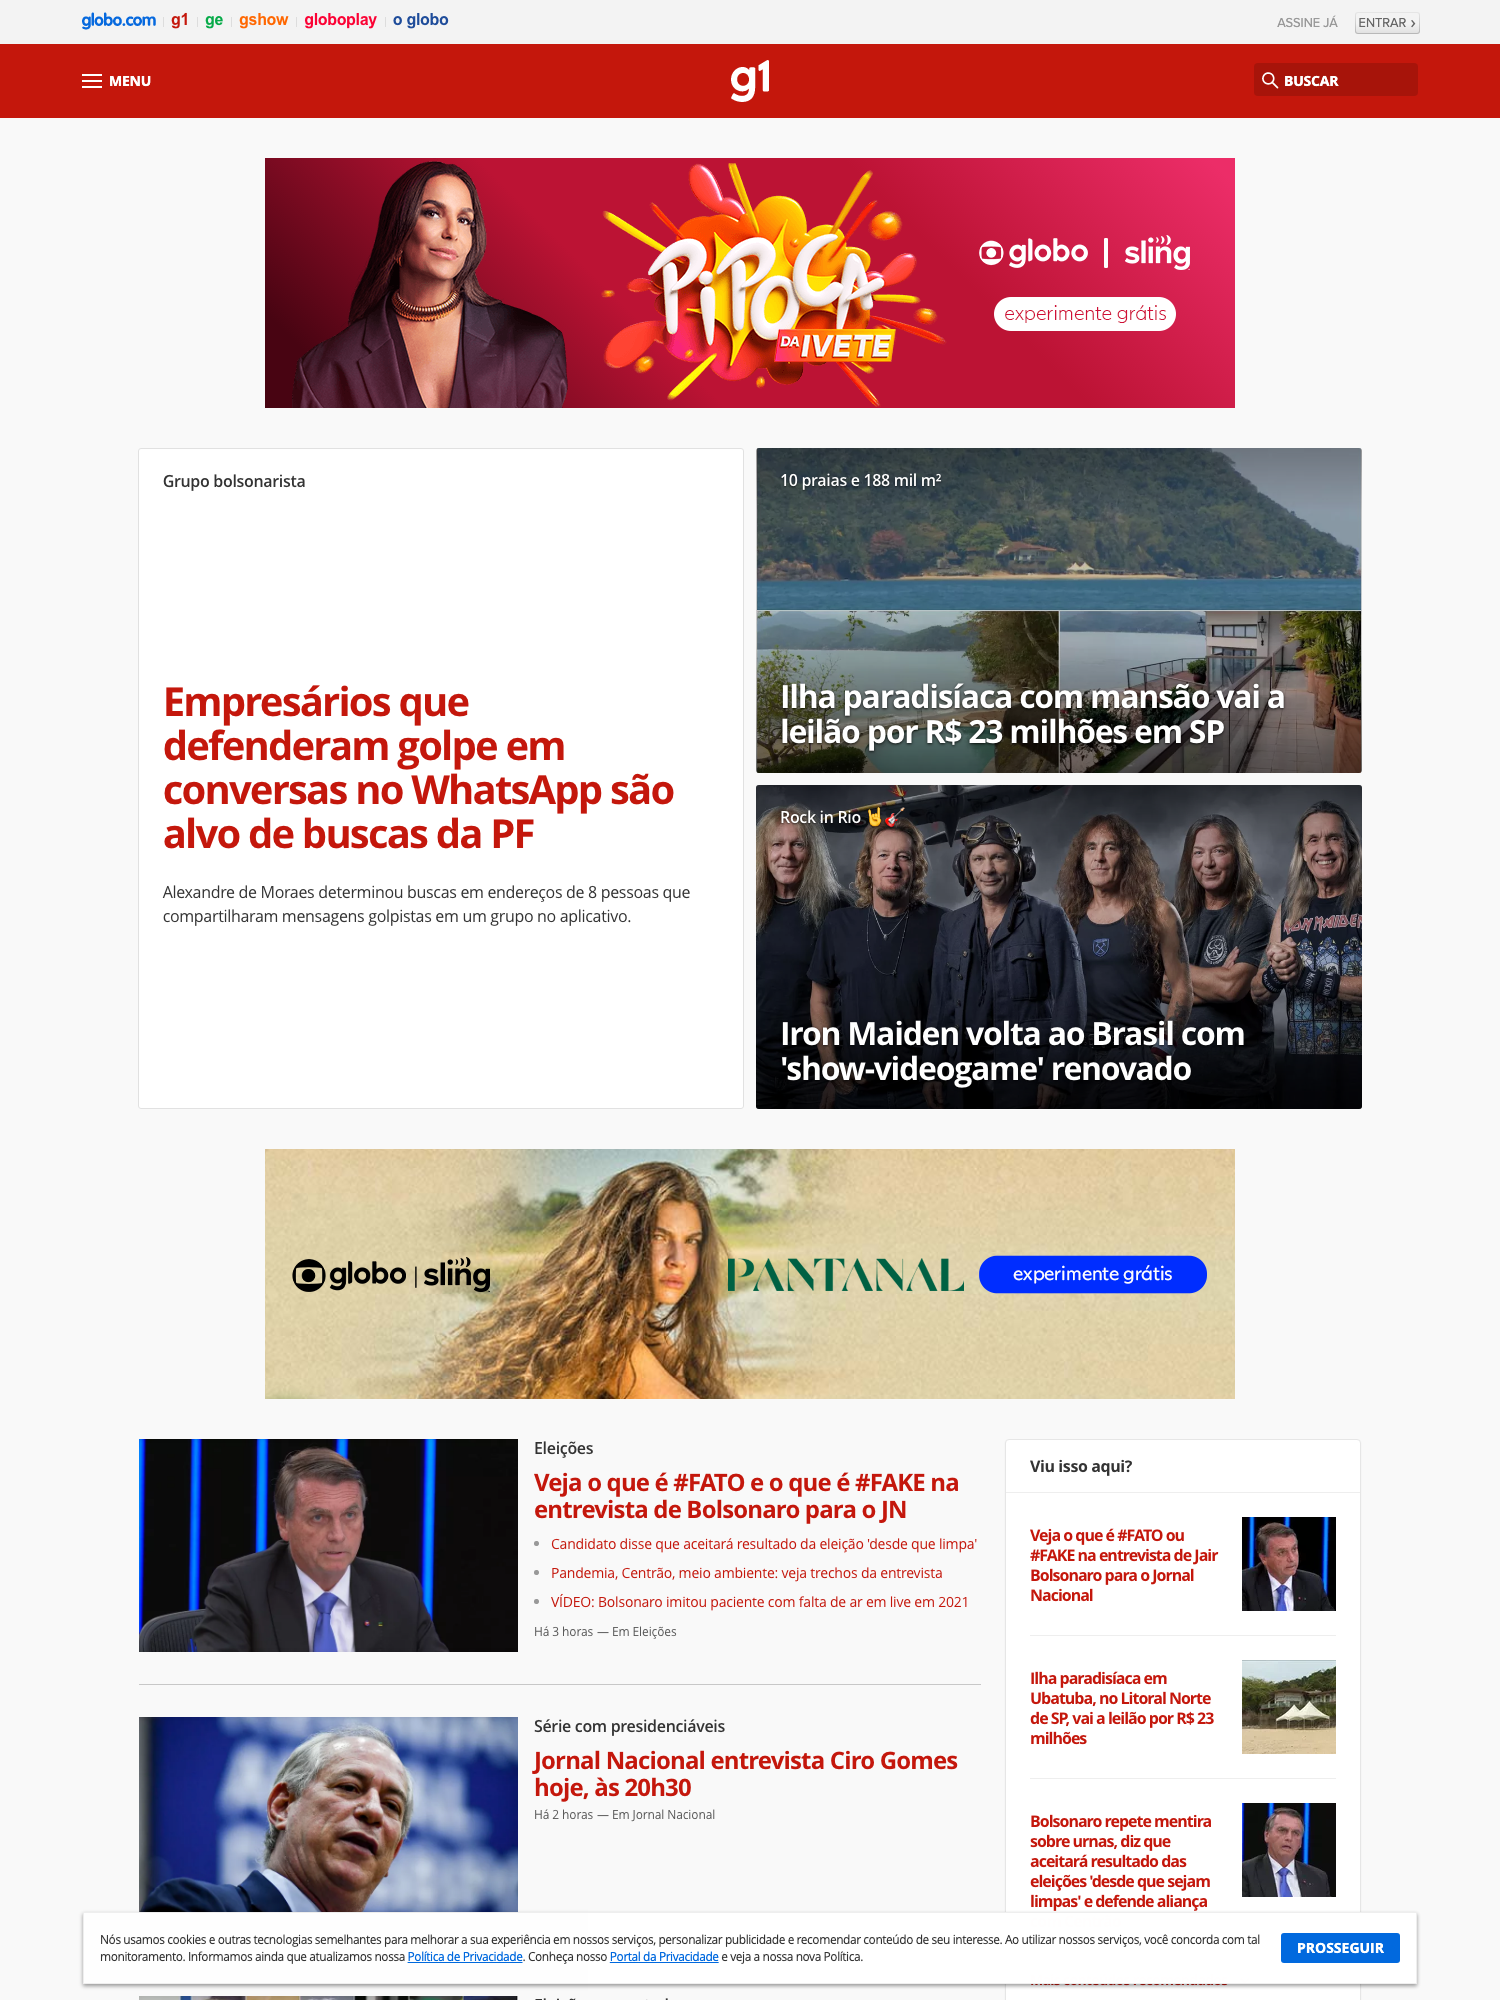 globo.com g1 ge gshow globoplay o globo
ASSINE JÁ ENTRAR ›
MENU
g1
BUSCAR
PIPOCA
DA IVETE
globo | sling
experimente grátis
Grupo bolsonarista
Empresários que
defenderam golpe em
conversas no WhatsApp são
alvo de buscas da PF
Alexandre de Moraes determinou buscas em endereços de 8 pessoas que
compartilharam mensagens golpistas em um grupo no aplicativo.
10 praias e 188 mil m²
Ilha paradisíaca com mansão vai a
leilão por R$ 23 milhões em SP
Rock in Rio 🤘🎸
IRON MAIDEN
Iron Maiden volta ao Brasil com
'show-videogame' renovado
globo | sling
PANTANAL
experimente grátis
Eleições
Veja o que é #FATO e o que é #FAKE na
entrevista de Bolsonaro para o JN
• Candidato disse que aceitará resultado da eleição 'desde que limpa'
• Pandemia, Centrão, meio ambiente: veja trechos da entrevista
• VÍDEO: Bolsonaro imitou paciente com falta de ar em live em 2021
Há 3 horas — Em Eleições
Série com presidenciáveis
Jornal Nacional entrevista Ciro Gomes
hoje, às 20h30
Há 2 horas — Em Jornal Nacional
Viu isso aqui?
Veja o que é #FATO ou
#FAKE na entrevista de Jair
Bolsonaro para o Jornal
Nacional
Ilha paradisíaca em
Ubatuba, no Litoral Norte
de SP, vai a leilão por R$ 23
milhões
Bolsonaro repete mentira
sobre urnas, diz que
aceitará resultado das
eleições 'desde que sejam
limpas' e defende aliança
Nós usamos cookies e outras tecnologias semelhantes para melhorar a sua experiência em nossos serviços, personalizar publicidade e recomendar conteúdo de seu interesse. Ao utilizar nossos serviços, você concorda com tal
monitoramento. Informamos ainda que atualizamos nossa Política de Privacidade. Conheça nosso Portal da Privacidade e veja a nossa nova Política.
PROSSEGUIR